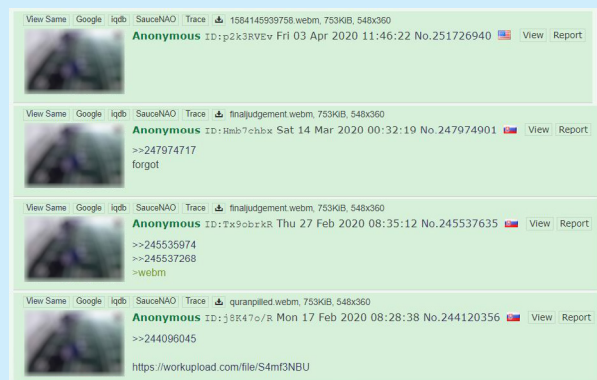 View Same Google iqdb SauceNAO Trace 1584145939758.webm, 753KiB, 548x360
Anonymous ID:p2k3RVEv Fri 03 Apr 2020 11:46:22 No.251726940 View Report
View Same Google iqdb SauceNAO Trace finaljudgement.webm, 753KiB, 548x360
Anonymous ID:Hmb7chbx Sat 14 Mar 2020 00:32:19 No.247974901 View Report
>>247974717
forgot
View Same Google iqdb SauceNAO Trace finaljudgement.webm, 753KiB, 548x360
Anonymous ID:Tx9obrkR Thu 27 Feb 2020 08:35:12 No.245537635 View Report
>>245535974
>>245537268
>webm
View Same Google iqdb SauceNAO Trace quranpilled.webm, 753KiB, 548x360
Anonymous ID:j8K47o/R Mon 17 Feb 2020 08:28:38 No.244120356 View Report
>>244096045
https://workupload.com/file/S4mf3NBU